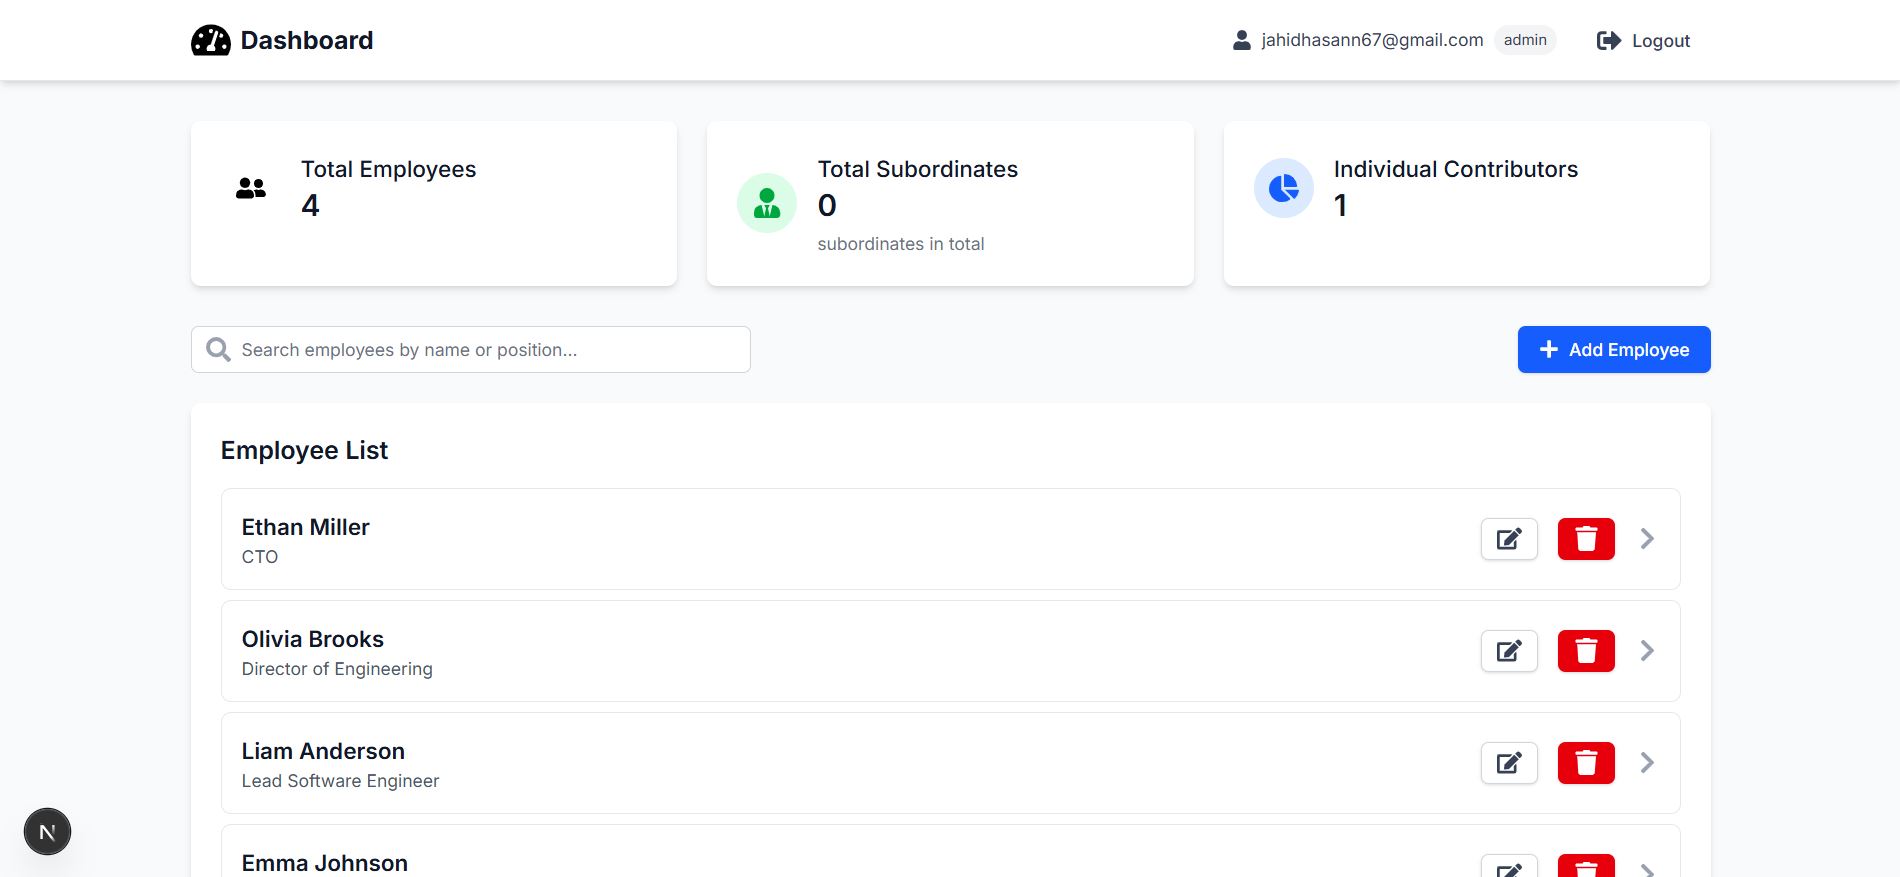 Dashboard
jahidhasann67@gmail.com admin Logout
Total Employees
4
Total Subordinates
0
subordinates in total
Individual Contributors
1
Search employees by name or position...
Add Employee
Employee List
Ethan Miller
CTO
Olivia Brooks
Director of Engineering
Liam Anderson
Lead Software Engineer
N
Emma Johnson